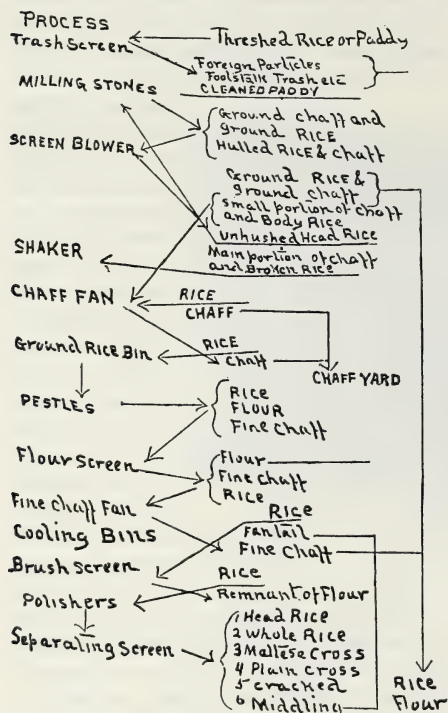 PROCESS
Trash Screen
Threshed Rice or Paddy
Foreign Particles
Footstalk Trash etc
CLEANED PADDY
MILLING STONES
Ground chaff and
ground RICE
Hulled RICE & chaff
SCREEN BLOWER
Ground RICE &
ground chaff
small portion of chaff
and Body Rice
unhushed Head Rice
Main portion of chaff
and Broken Rice
SHAKER
CHAFF FAN
RICE
CHAFF
Ground Rice Bin
RICE
chaff
CHAFF YARD
PESTLES
RICE
FLOUR
Fine Chaff
Flour Screen
Flour
Fine chaff
RICE
Fine Chaff Fan
Rice
Fantail
Fine Chaff
Cooling Bins
Brush Screen
Rice
Remnant of Flour
Polishers
Separating Screen
1 Head Rice
2 Whole Rice
3 Maltese Cross
4 Plain Cross
5 cracked
6 Middling
Rice
Flour